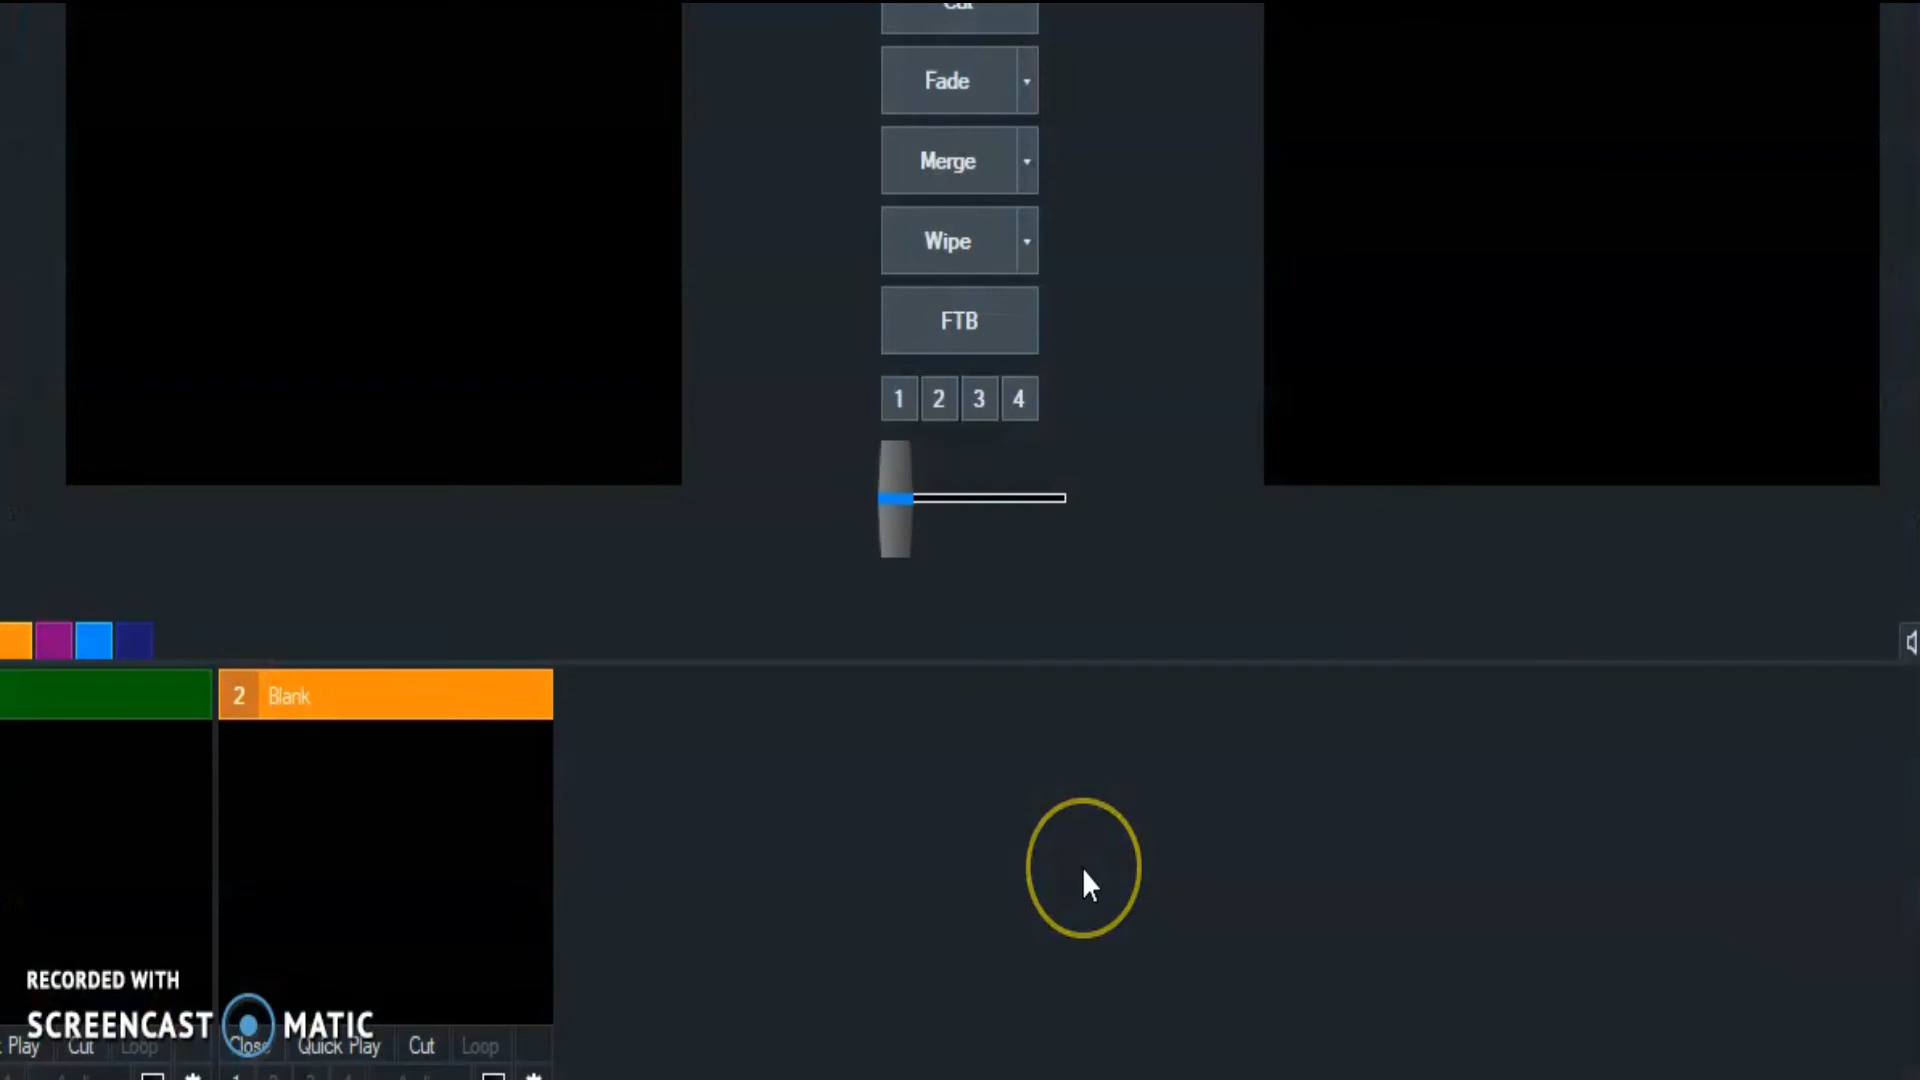 Cut
Fade
Merge
Wipe
FTB
1 2 3 4
2 Blank
RECORDED WITH
SCREENCAST MATIC
Play Cut Loop Close Quick Play Cut Loop